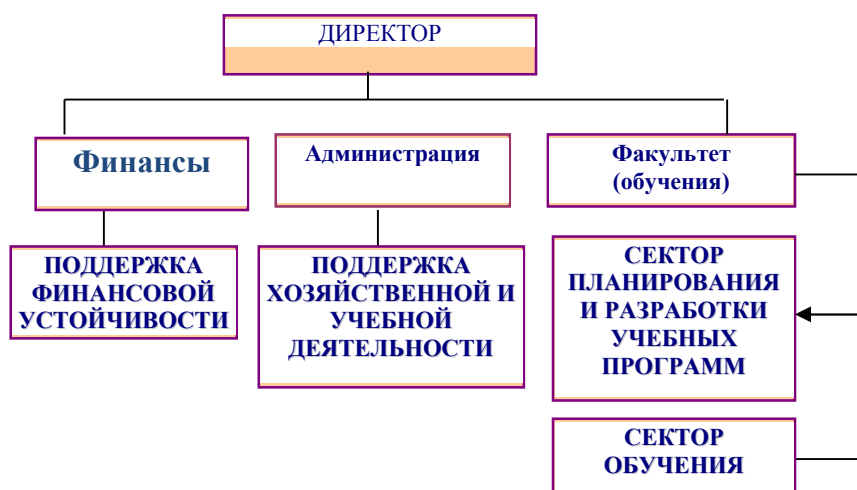 ДИРЕКТОР
Финансы
Администрация
Факультет
(обучения)
ПОДДЕРЖКА
ФИНАНСОВОЙ
УСТОЙЧИВОСТИ
ПОДДЕРЖКА
ХОЗЯЙСТВЕННОЙ И
УЧЕБНОЙ
ДЕЯТЕЛЬНОСТИ
СЕКТОР
ПЛАНИРОВАНИЯ
И РАЗРАБОТКИ
УЧЕБНЫХ
ПРОГРАММ
СЕКТОР
ОБУЧЕНИЯ